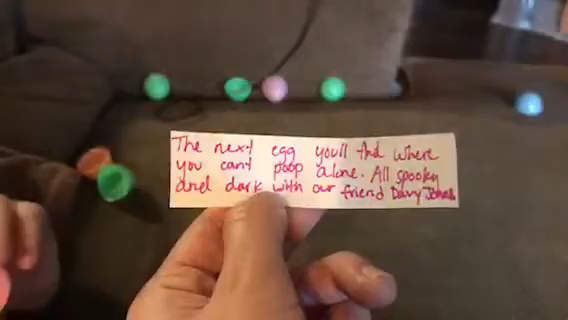 The next egg you'll find where
you cant poop alone. All spooky
and dark with our friend Davy Jones